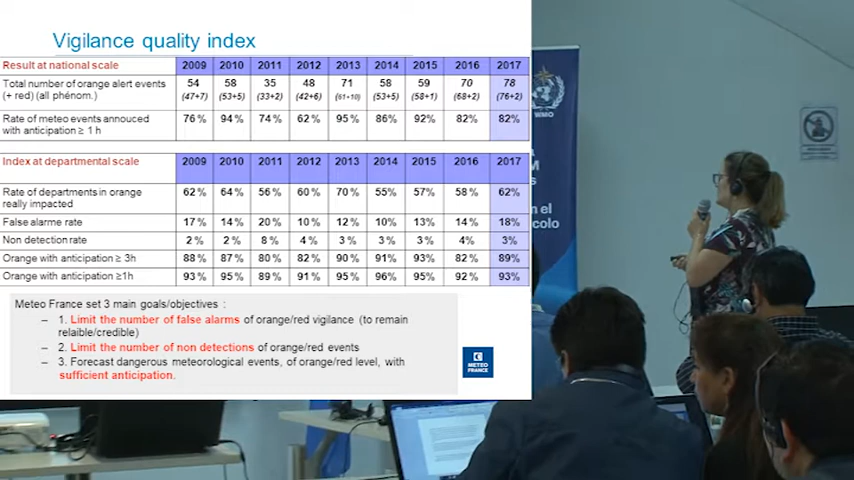 Vigilance quality index
Result at national scale 2009 2010 2011 2012 2013 2014 2015 2016 2017
Total number of orange alert events 54 58 35 48 71 58 59 70 78
(+ red) (all phénom.) (47+7) (53+5) (33+2) (42+6) (61+10) (53+5) (58+1) (68+2) (76+2)
Rate of meteo events annouced 76% 94% 74% 62% 95% 86% 92% 82% 82%
with anticipation ≥ 1 h
Index at departmental scale 2009 2010 2011 2012 2013 2014 2015 2016 2017
Rate of departments in orange 62% 64% 56% 60% 70% 55% 57% 58% 62%
really impacted
False alarme rate 17% 14% 20% 10% 12% 10% 13% 14% 18%
Non detection rate 2% 2% 8% 4% 3% 3% 3% 4% 3%
Orange with anticipation ≥ 3h 88% 87% 80% 82% 90% 91% 93% 82% 89%
Orange with anticipation ≥1h 93% 95% 89% 91% 95% 96% 95% 92% 93%
Meteo France set 3 main goals/objectives :
– 1. Limit the number of false alarms of orange/red vigilance (to remain
relaible/credible)
– 2. Limit the number of non detections of orange/red events
– 3. Forecast dangerous meteorological events, of orange/red level, with
sufficient anticipation.
METEO
FRANCE
WMO
M
s
n el
colo